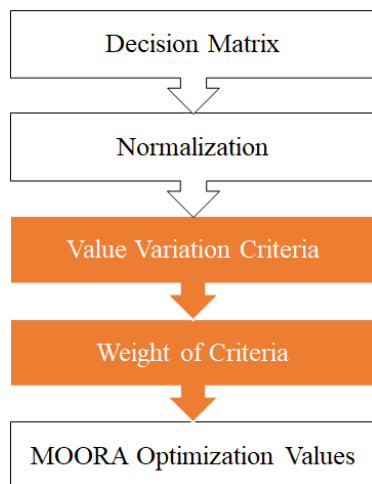 Decision Matrix
Normalization
Value Variation Criteria
Weight of Criteria
MOORA Optimization Values